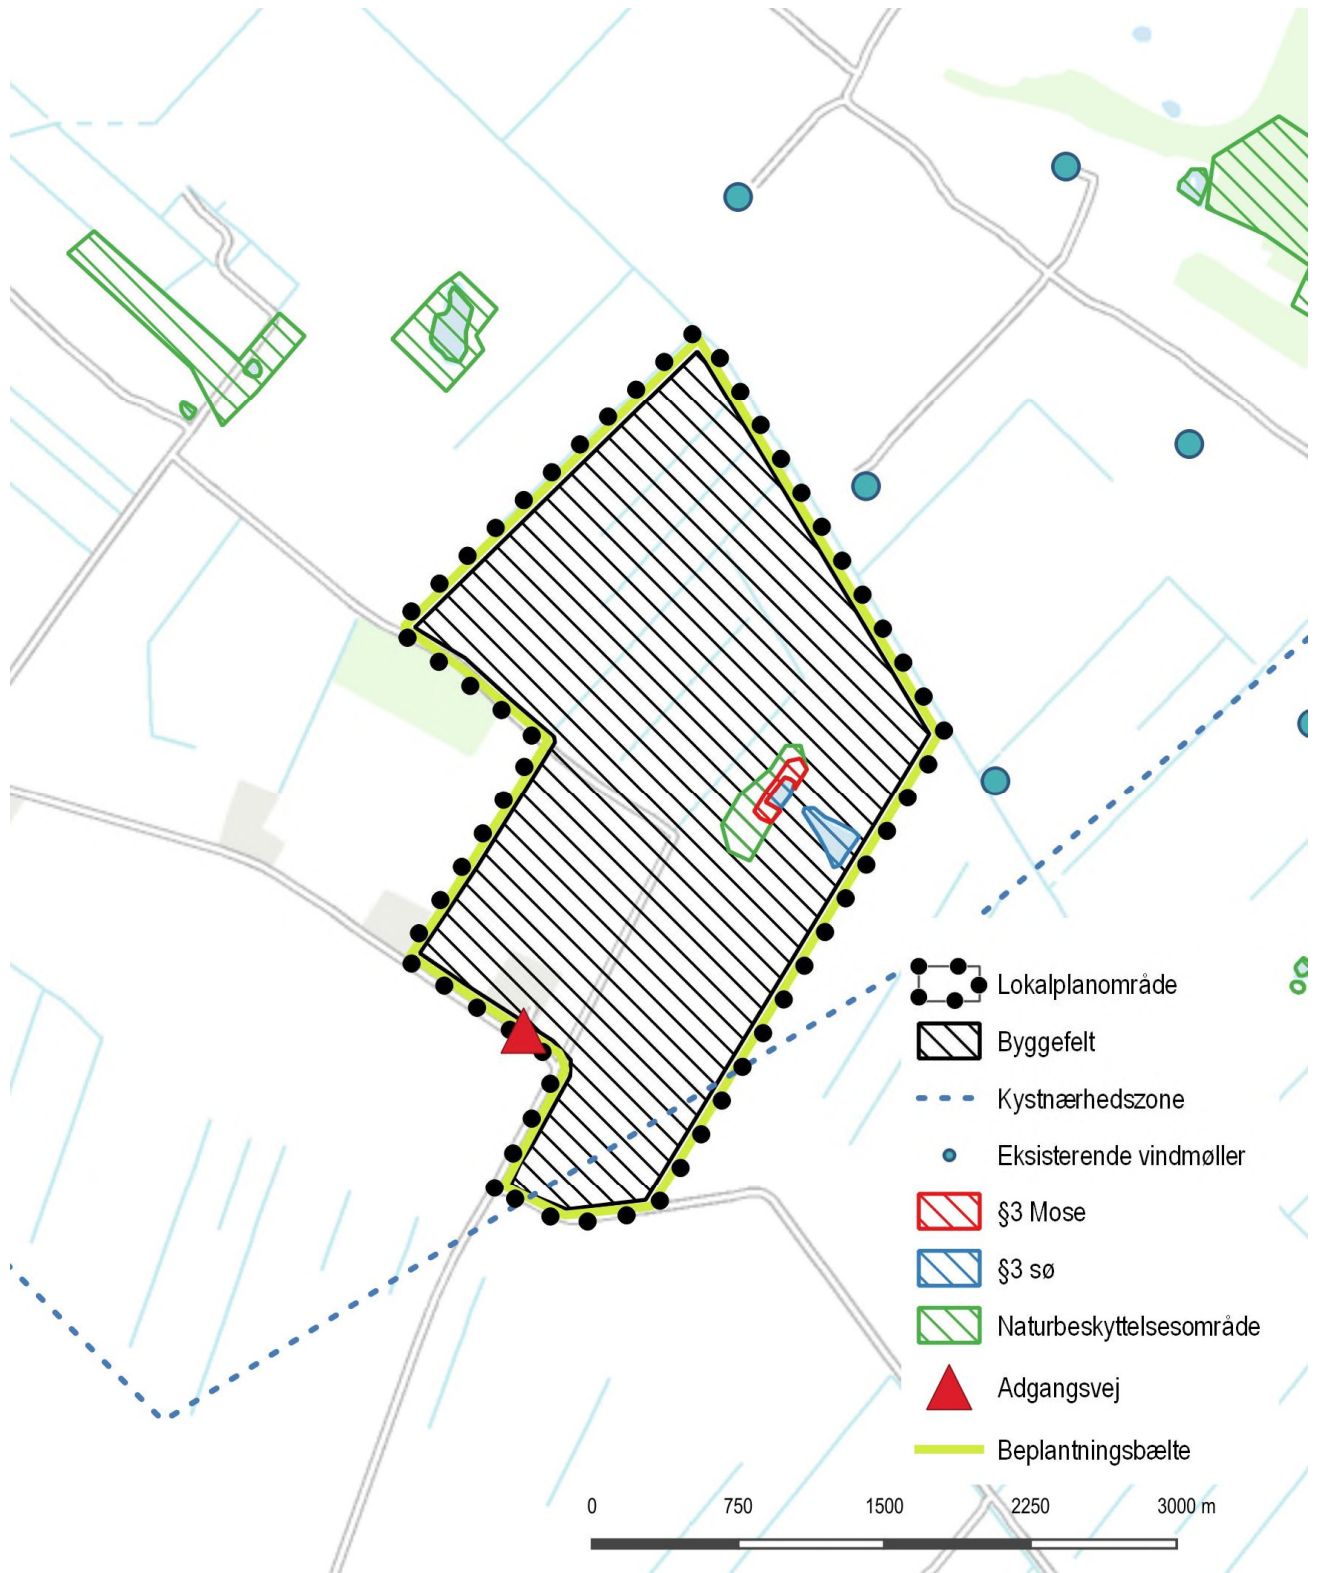 Lokalplanområde
Byggefelt
Kystnærhedszone
Eksisterende vindmøller
§3 Mose
§3 sø
Naturbeskyttelsesområde
Adgangsvej
Beplantningsbælte
0 750 1500 2250 3000 m